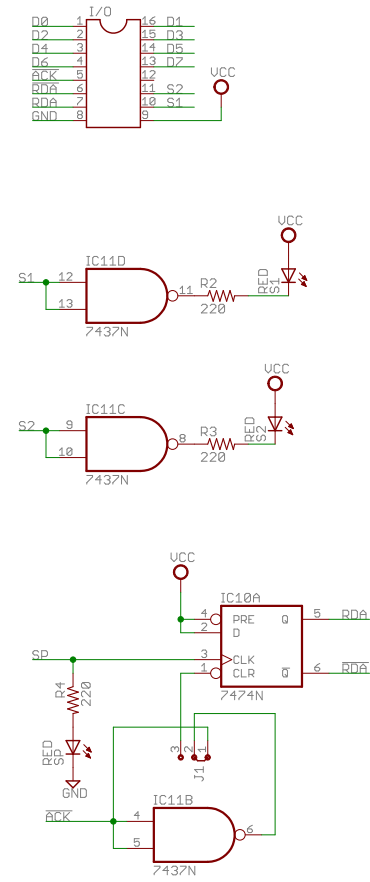 I/O
D0 1 16 D1
D2 2 15 D3
D4 3 14 D5
D6 4 13 D7
ACK 5 12
RDA 6 11 S2
RDA 7 10 S1
GND 8 9
VCC
VCC
IC11D
S1 12 11 R2 RED S1
13 220
7437N
VCC
IC11C
S2 9 8 R3 RED S2
10 220
7437N
VCC
IC10A
4 PRE Q 5 RDA
2 D
SP 3 CLK
1 CLR Q 6 RDA
7474N
R4 220
RED SP
GND
3 2 1
J1
IC11B
ACK 4 6
5
7437N